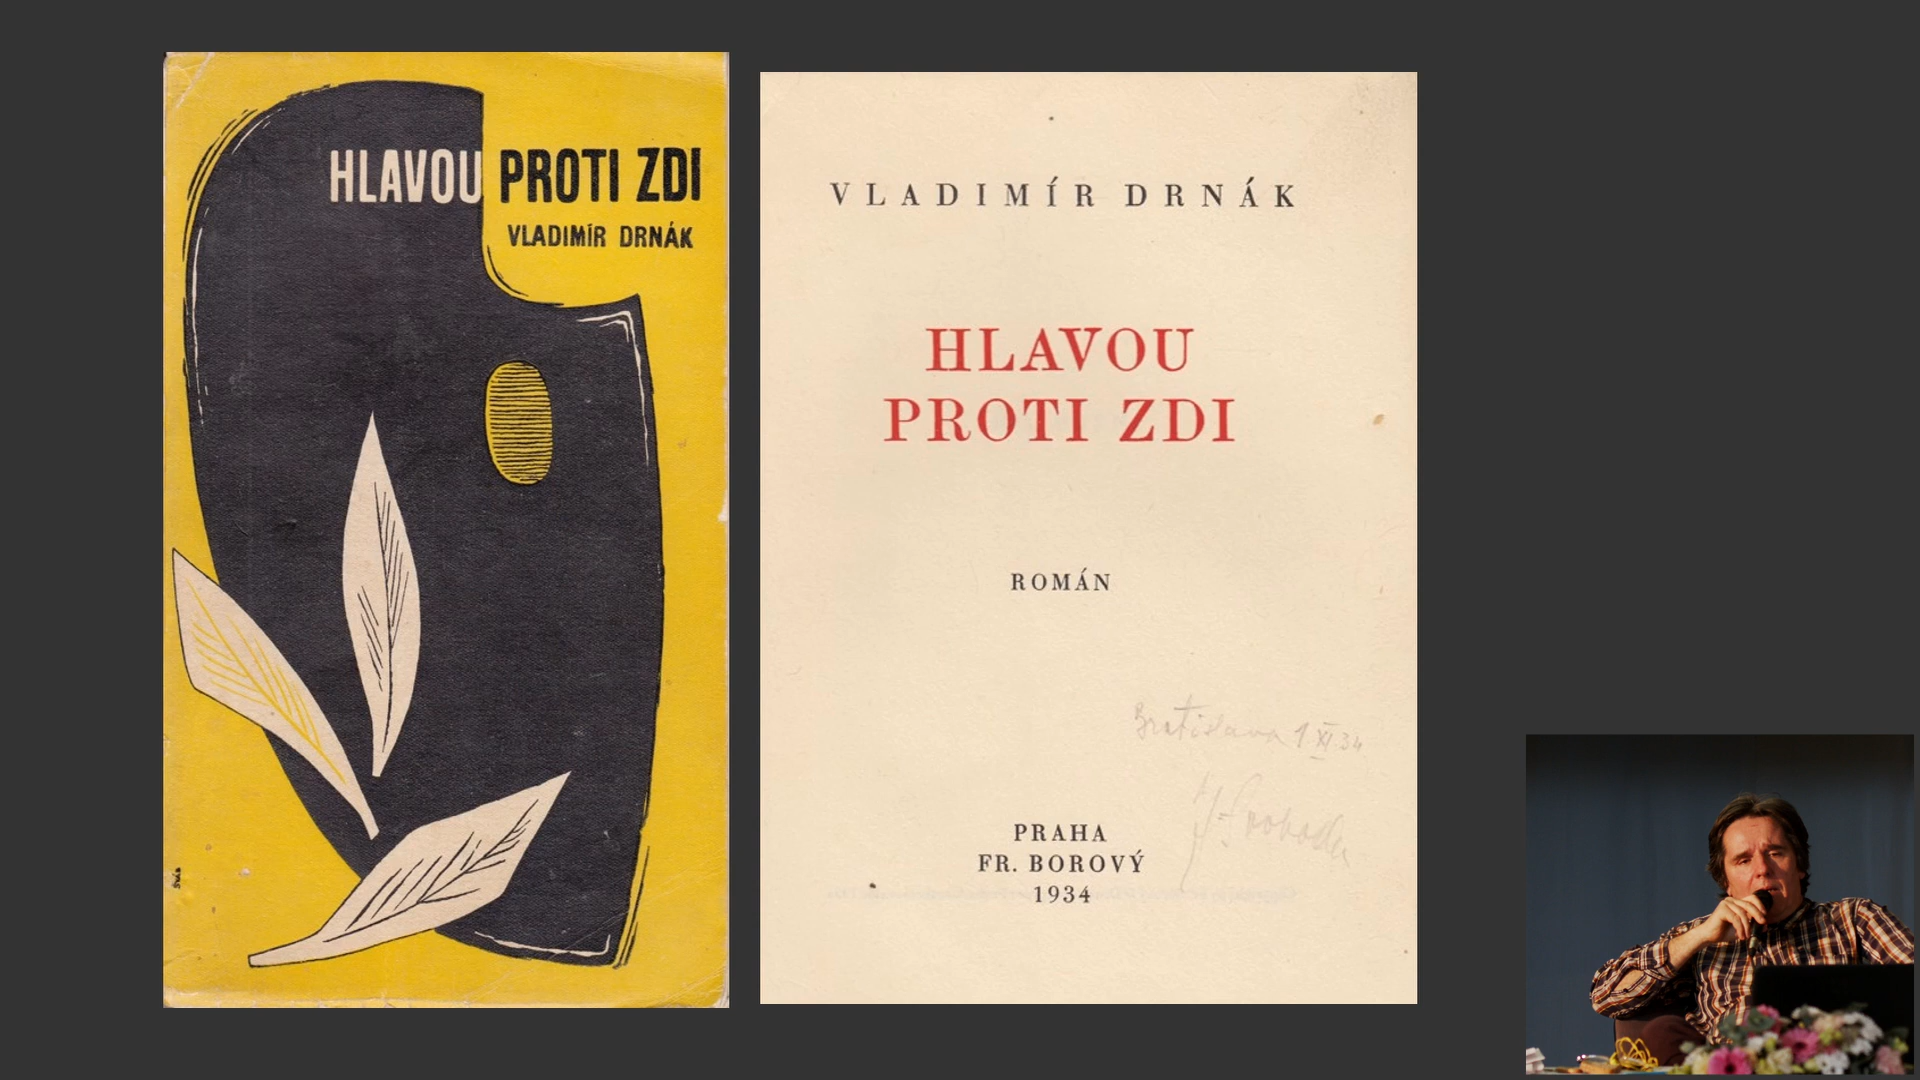 HLAVOU PROTI ZDI
VLADIMÍR DRNÁK
VLADIMÍR DRNÁK
HLAVOU
PROTI ZDI
ROMÁN
Bratislava 1 XI 34
PRAHA
FR. BOROVÝ
1934